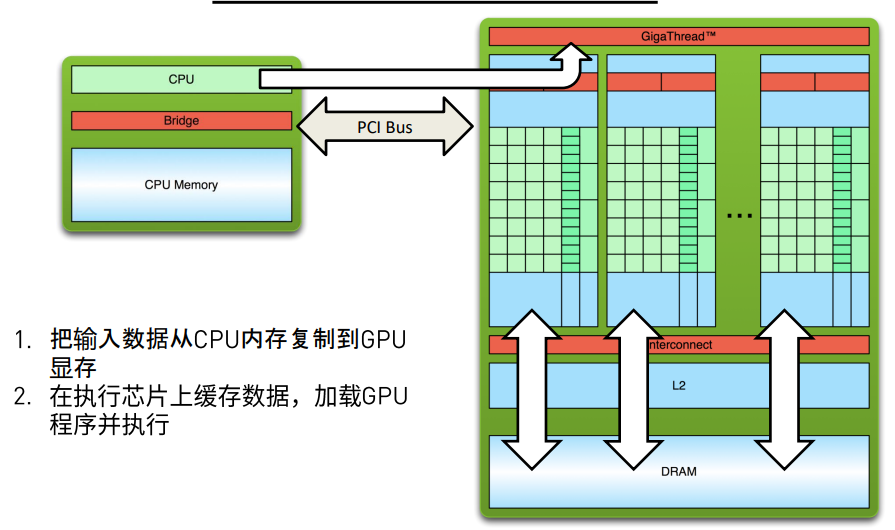 GigaThread™
CPU
Bridge
PCI Bus
CPU Memory
...
1. 把输入数据从CPU内存复制到GPU
显存
2. 在执行芯片上缓存数据，加载GPU
程序并执行
Interconnect
L2
DRAM